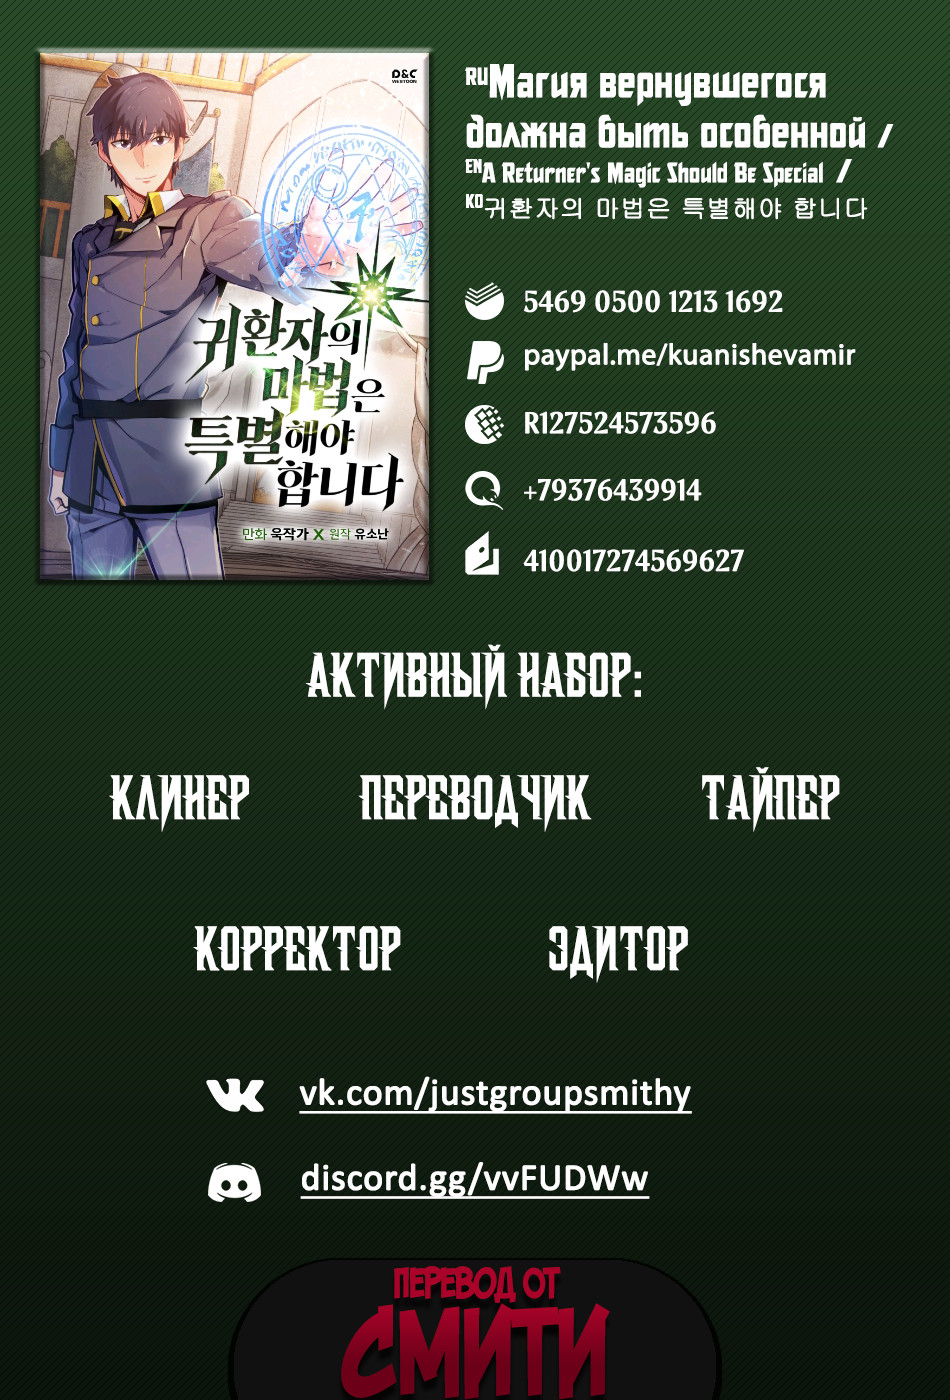 D&C
WEBTOON
귀환자의
마법은
특별해야
합니다
만화 욱작가 X 원작 유소난
RUМагия вернувшегося
должна быть особенной /
ENA Returner's Magic Should Be Special /
KO귀환자의 마법은 특별해야 합니다
5469 0500 1213 1692
paypal.me/kuanishevamir
R127524573596
+79376439914
410017274569627
АКТИВНЫЙ НАБОР:
КЛИНЕР ПЕРЕВОДЧИК ТАЙПЕР
КОРРЕКТОР ЭДИТОР
vk.com/justgroupsmithy
discord.gg/vvFUDWw
ПЕРЕВОД ОТ
СМИТИ